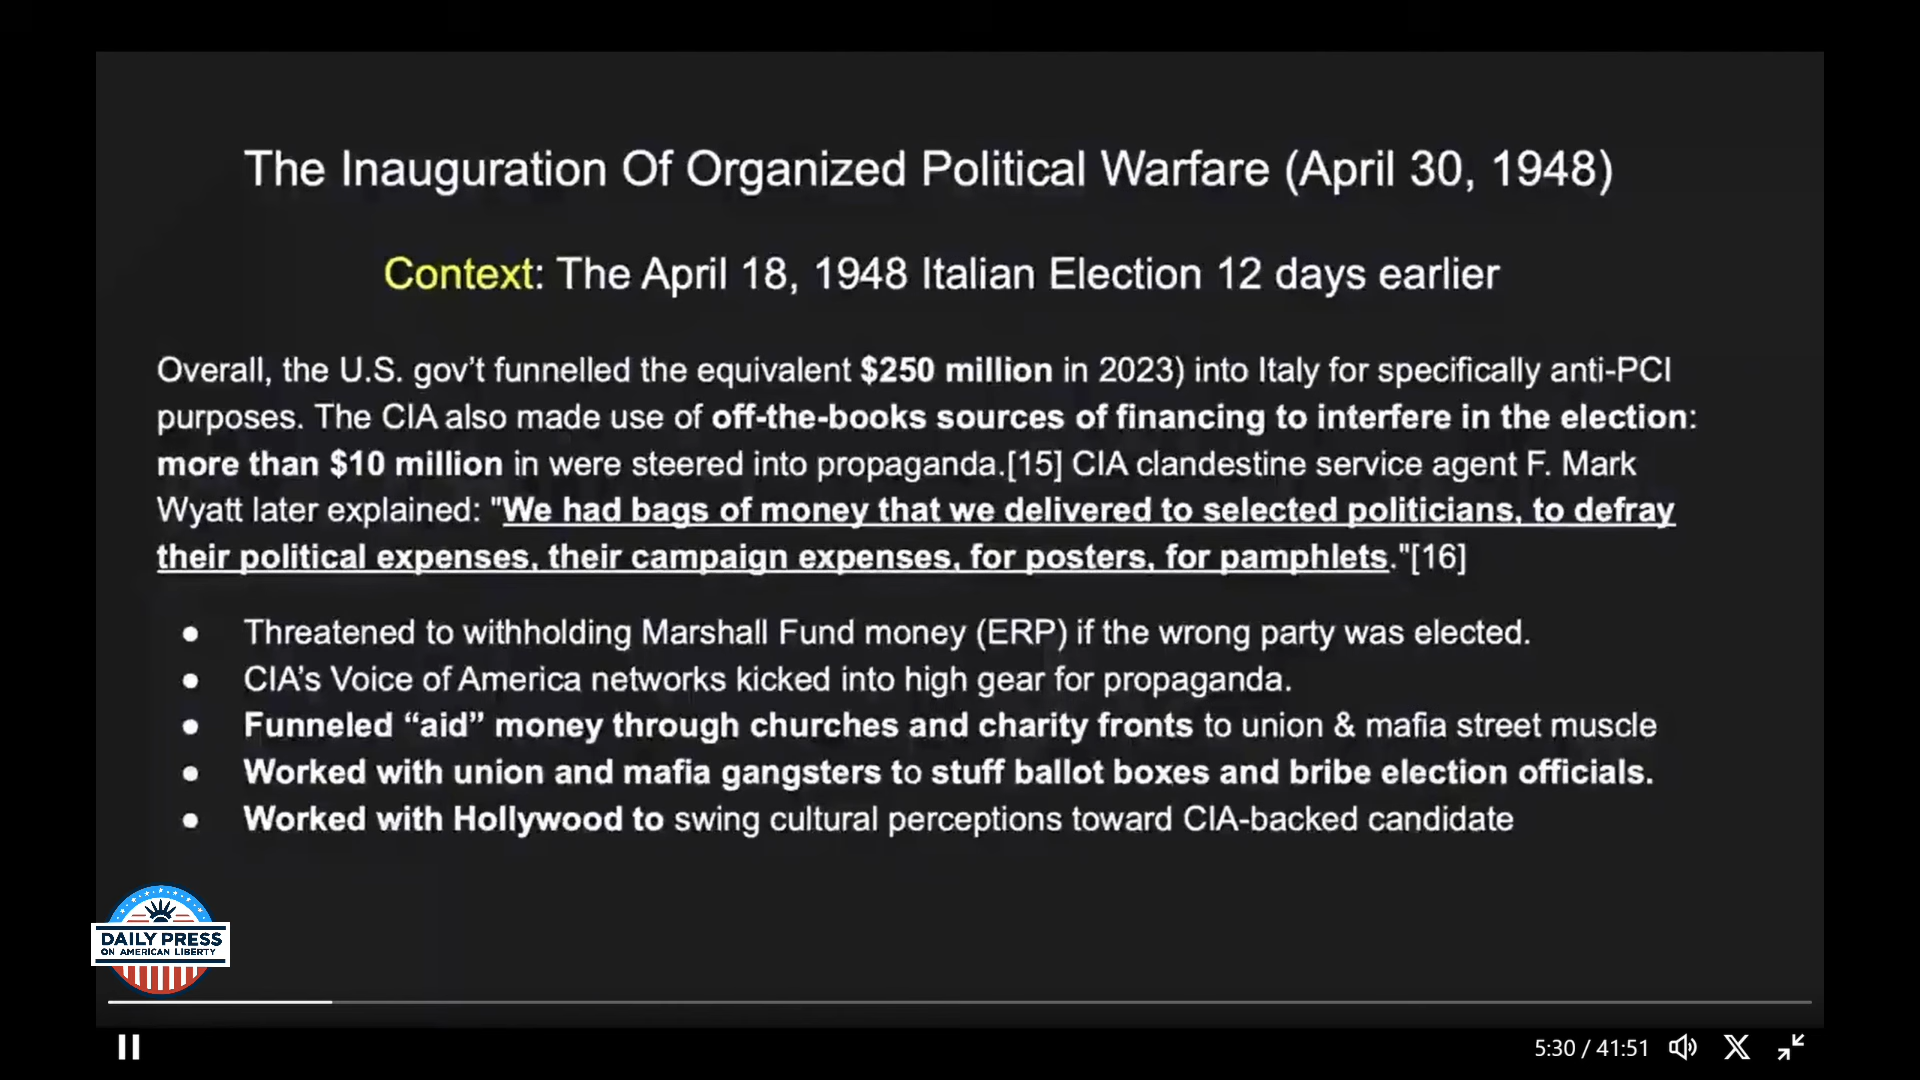 The Inauguration Of Organized Political Warfare (April 30, 1948)
Context: The April 18, 1948 Italian Election 12 days earlier
Overall, the U.S. gov't funnelled the equivalent $250 million in 2023) into Italy for specifically anti-PCI
purposes. The CIA also made use of off-the-books sources of financing to interfere in the election:
more than $10 million in were steered into propaganda.[15] CIA clandestine service agent F. Mark
Wyatt later explained: "We had bags of money that we delivered to selected politicians, to defray
their political expenses, their campaign expenses, for posters, for pamphlets."[16]
● Threatened to withholding Marshall Fund money (ERP) if the wrong party was elected.
● CIA's Voice of America networks kicked into high gear for propaganda.
● Funneled “aid” money through churches and charity fronts to union & mafia street muscle
● Worked with union and mafia gangsters to stuff ballot boxes and bribe election officials.
● Worked with Hollywood to swing cultural perceptions toward CIA-backed candidate
DAILY PRESS
ON AMERICAN LIBERTY
5:30 / 41:51